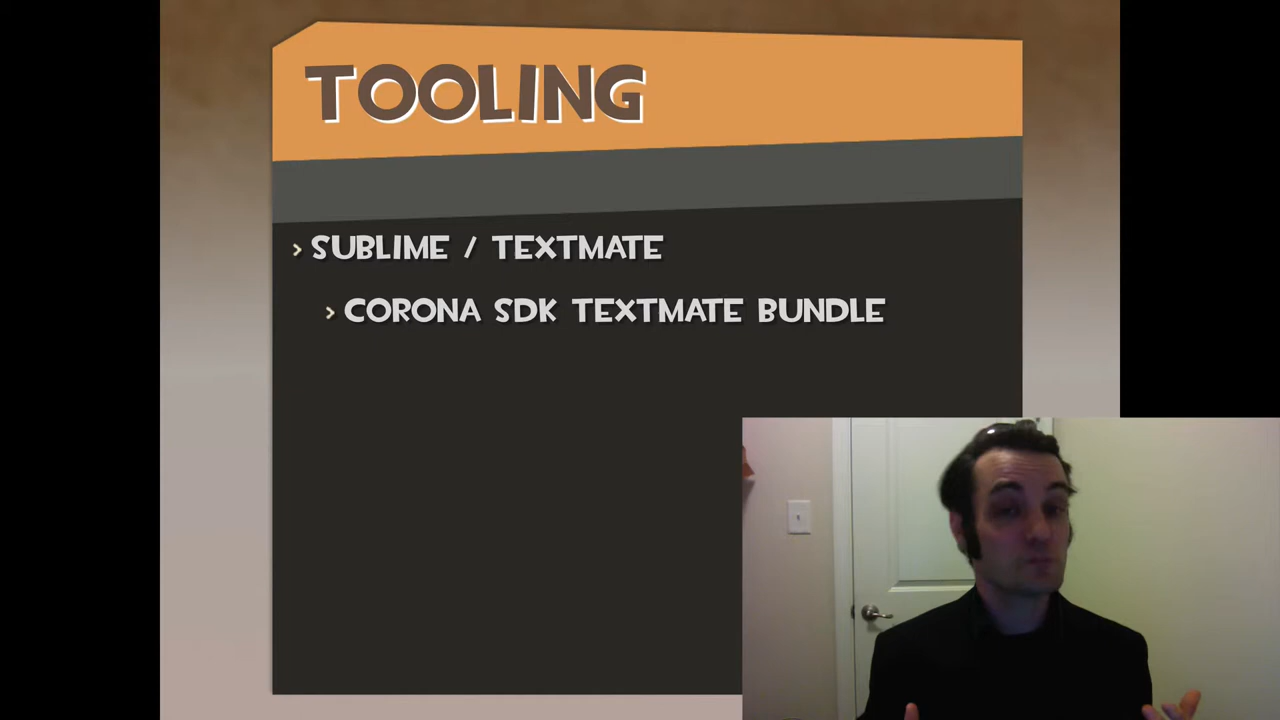 TOOLING
> SUBLIME / TEXTMATE
> CORONA SDK TEXTMATE BUNDLE